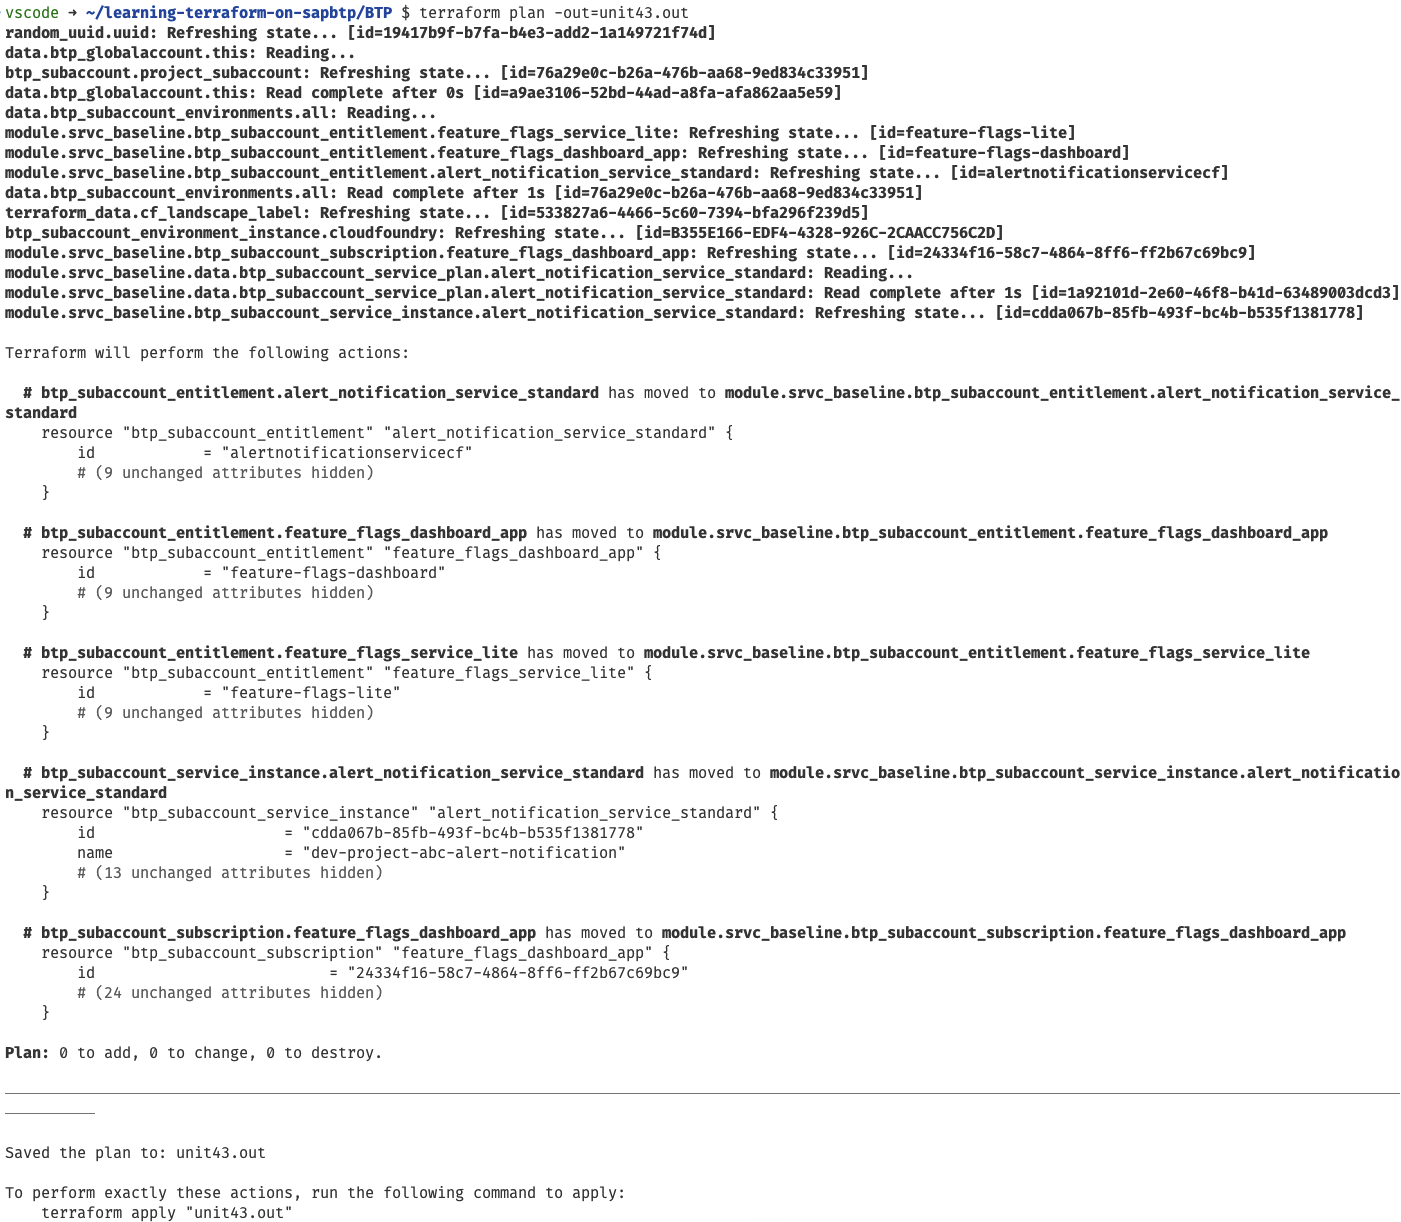 vscode → ~/learning-terraform-on-sapbtp/BTP $ terraform plan -out=unit43.out
random_uuid.uuid: Refreshing state... [id=19417b9f-b7fa-b4e3-add2-1a149721f74d]
data.btp_globalaccount.this: Reading...
btp_subaccount.project_subaccount: Refreshing state... [id=76a29e0c-b26a-476b-aa68-9ed834c33951]
data.btp_globalaccount.this: Read complete after 0s [id=a9ae3106-52bd-44ad-a8fa-afa862aa5e59]
data.btp_subaccount_environments.all: Reading...
module.srvc_baseline.btp_subaccount_entitlement.feature_flags_service_lite: Refreshing state... [id=feature-flags-lite]
module.srvc_baseline.btp_subaccount_entitlement.feature_flags_dashboard_app: Refreshing state... [id=feature-flags-dashboard]
module.srvc_baseline.btp_subaccount_entitlement.alert_notification_service_standard: Refreshing state... [id=alertnotificationservicecf]
data.btp_subaccount_environments.all: Read complete after 1s [id=76a29e0c-b26a-476b-aa68-9ed834c33951]
terraform_data.cf_landscape_label: Refreshing state... [id=533827a6-4466-5c60-7394-bfa296f239d5]
btp_subaccount_environment_instance.cloudfoundry: Refreshing state... [id=B355E166-EDF4-4328-926C-2CAACC756C2D]
module.srvc_baseline.btp_subaccount_subscription.feature_flags_dashboard_app: Refreshing state... [id=24334f16-58c7-4864-8ff6-ff2b67c69bc9]
module.srvc_baseline.data.btp_subaccount_service_plan.alert_notification_service_standard: Reading...
module.srvc_baseline.data.btp_subaccount_service_plan.alert_notification_service_standard: Read complete after 1s [id=1a92101d-2e60-46f8-b41d-63489003dcd3]
module.srvc_baseline.btp_subaccount_service_instance.alert_notification_service_standard: Refreshing state... [id=cdda067b-85fb-493f-bc4b-b535f1381778]
Terraform will perform the following actions:
# btp_subaccount_entitlement.alert_notification_service_standard has moved to module.srvc_baseline.btp_subaccount_entitlement.alert_notification_service_
standard
resource "btp_subaccount_entitlement" "alert_notification_service_standard" {
id = "alertnotificationservicecf"
# (9 unchanged attributes hidden)
}
# btp_subaccount_entitlement.feature_flags_dashboard_app has moved to module.srvc_baseline.btp_subaccount_entitlement.feature_flags_dashboard_app
resource "btp_subaccount_entitlement" "feature_flags_dashboard_app" {
id = "feature-flags-dashboard"
# (9 unchanged attributes hidden)
}
# btp_subaccount_entitlement.feature_flags_service_lite has moved to module.srvc_baseline.btp_subaccount_entitlement.feature_flags_service_lite
resource "btp_subaccount_entitlement" "feature_flags_service_lite" {
id = "feature-flags-lite"
# (9 unchanged attributes hidden)
}
# btp_subaccount_service_instance.alert_notification_service_standard has moved to module.srvc_baseline.btp_subaccount_service_instance.alert_notificatio
n_service_standard
resource "btp_subaccount_service_instance" "alert_notification_service_standard" {
id = "cdda067b-85fb-493f-bc4b-b535f1381778"
name = "dev-project-abc-alert-notification"
# (13 unchanged attributes hidden)
}
# btp_subaccount_subscription.feature_flags_dashboard_app has moved to module.srvc_baseline.btp_subaccount_subscription.feature_flags_dashboard_app
resource "btp_subaccount_subscription" "feature_flags_dashboard_app" {
id = "24334f16-58c7-4864-8ff6-ff2b67c69bc9"
# (24 unchanged attributes hidden)
}
Plan: 0 to add, 0 to change, 0 to destroy.
Saved the plan to: unit43.out
To perform exactly these actions, run the following command to apply:
terraform apply "unit43.out"